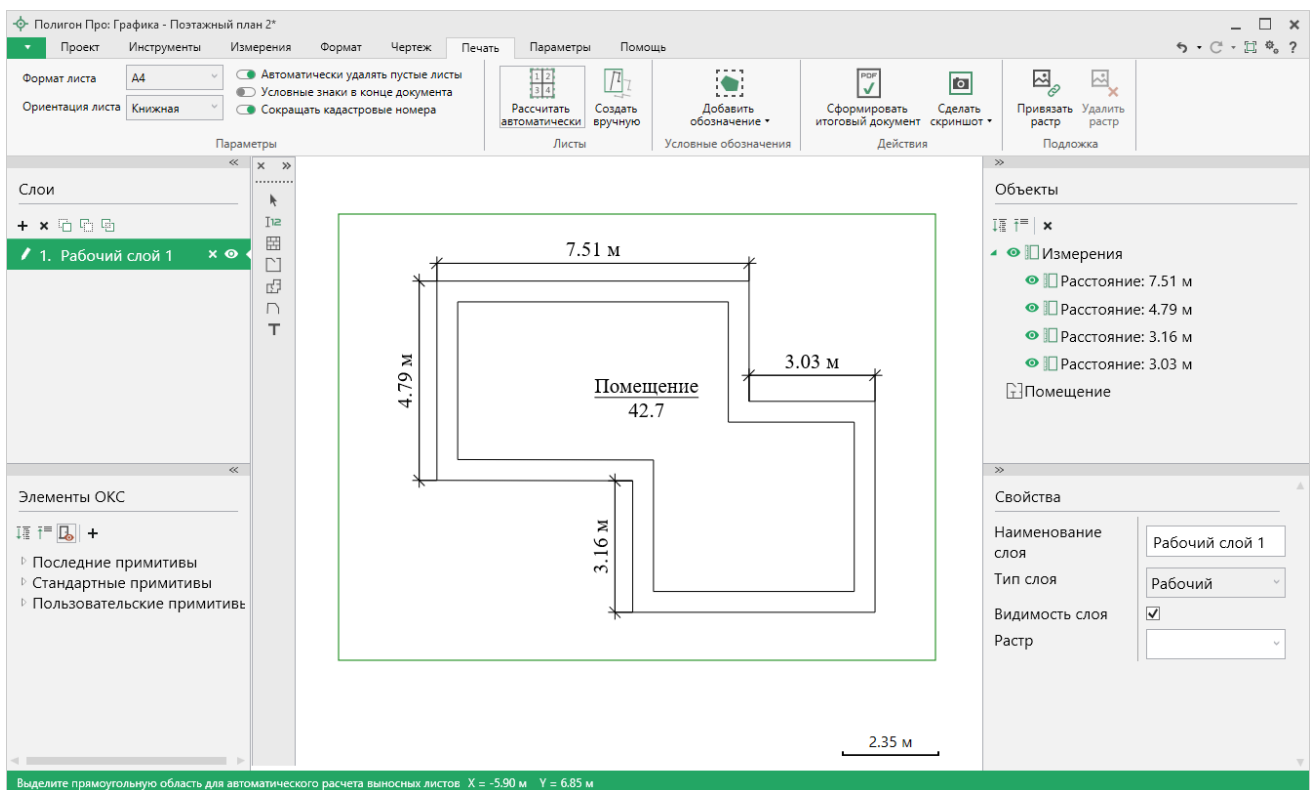 Полигон Про: Графика - Поэтажный план 2*
Проект Инструменты Измерения Формат Чертеж Печать Параметры Помощь
?
Формат листа A4
Ориентация листа Книжная
Автоматически удалять пустые листы
Условные знаки в конце документа
Сокращать кадастровые номера
Параметры
1 2
3 4
Рассчитать
автоматически
Создать
вручную
Листы
Добавить
обозначение
Условные обозначения
PDF
Сформировать
итоговый документ
Сделать
скриншот
Действия
Привязать
растр
Удалить
растр
Подложка
Слои
1. Рабочий слой 1
Элементы ОКС
Последние примитивы
Стандартные примитивы
Пользовательские примитивы
7.51 м
4.79 м
3.03 м
Помещение
42.7
3.16 м
2.35 м
Объекты
Измерения
Расстояние: 7.51 м
Расстояние: 4.79 м
Расстояние: 3.16 м
Расстояние: 3.03 м
Помещение
Свойства
Наименование
слоя
Рабочий слой 1
Тип слоя Рабочий
Видимость слоя
Растр
Выделите прямоугольную область для автоматического расчета выносных листов X = -5.90 м Y = 6.85 м